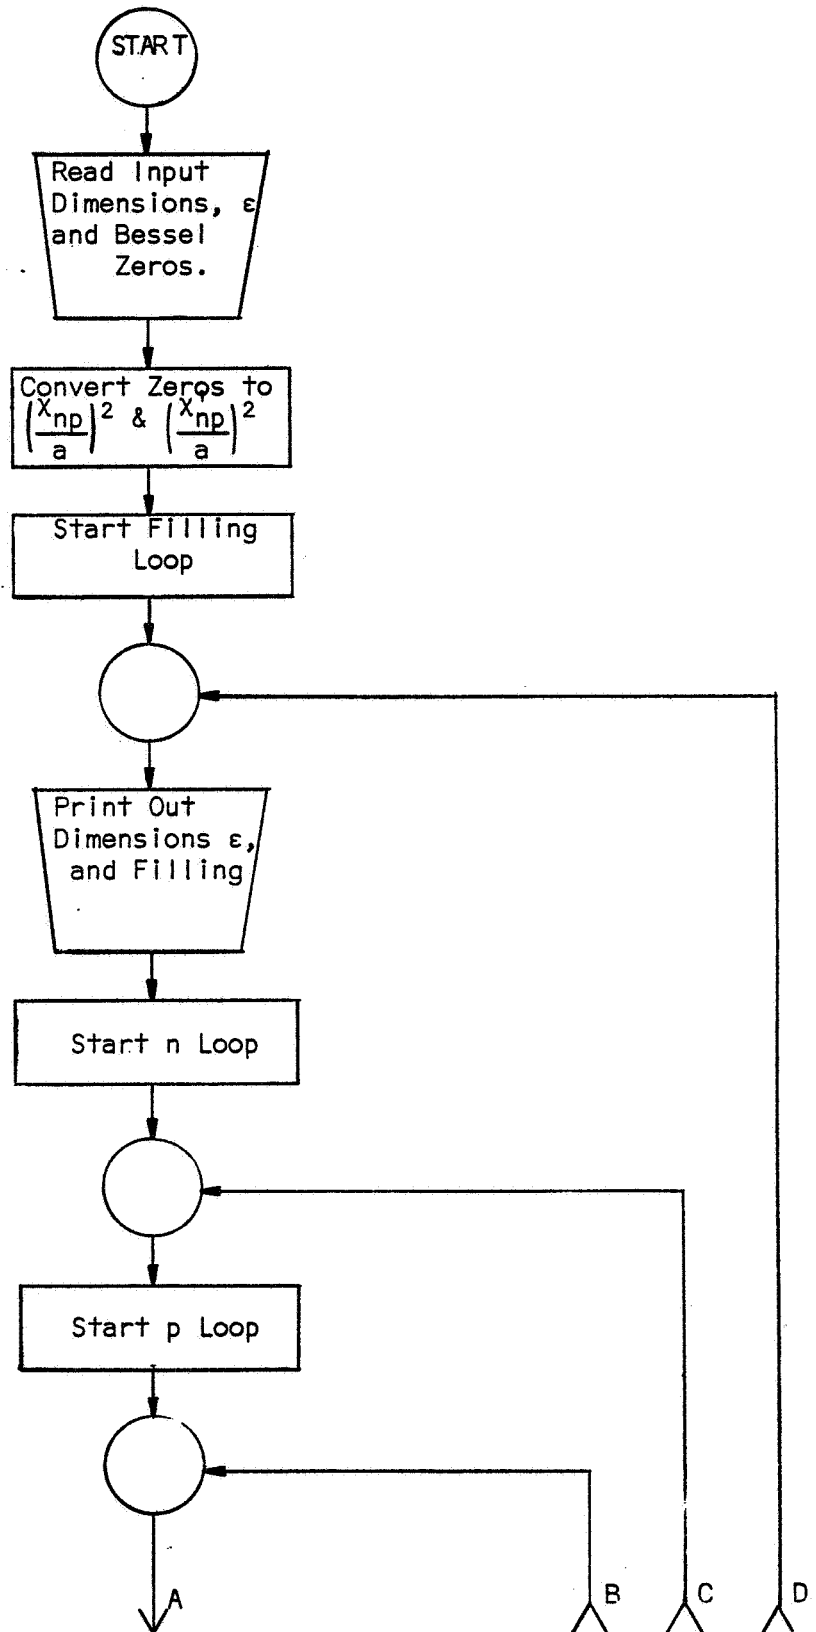 START
Read Input
Dimensions, ε
and Bessel
Zeros.
Convert Zeros to
(χnp/a)² & (χ'np/a)²
Start Filling
Loop
Print Out
Dimensions ε,
and Filling
Start n Loop
Start p Loop
A
B
C
D